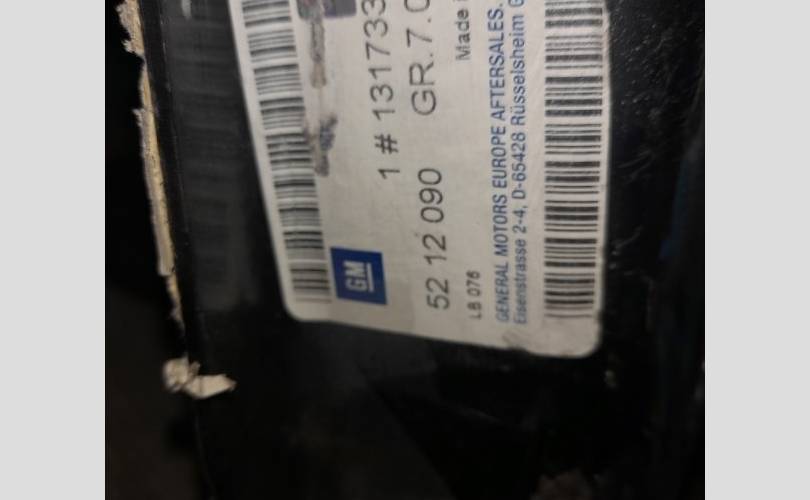 1 # 131733
GM
52 12 090 GR.7.0
LB 076
Made
GENERAL MOTORS EUROPE AFTERSALES.
Eisenstrasse 2-4, D-65428 Rüsselsheim